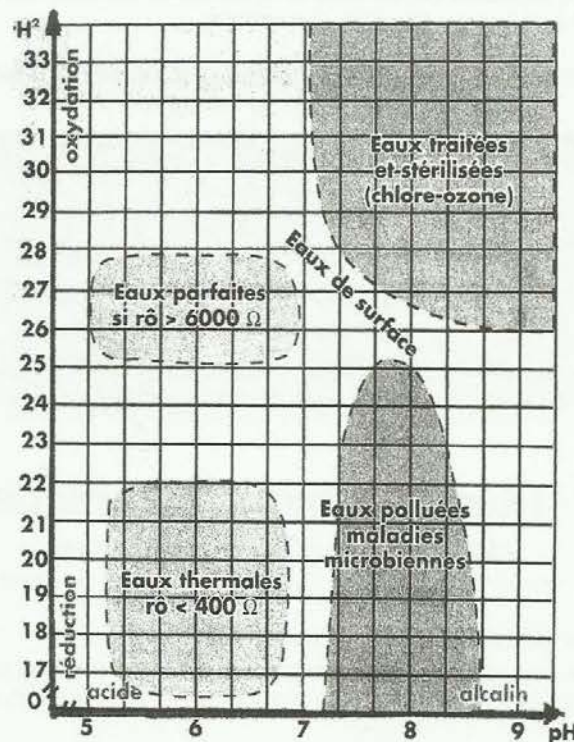 H²
33
32
31
30
29
28
27
26
25
24
23
22
21
20
19
18
17
0
oxydation
réduction
Eaux traitées
et stérilisées
(chlore-ozone)
Eaux de surface
Eaux parfaites
si rô > 6000 Ω
Eaux polluées
maladies
microbiennes
Eaux thermales
rô < 400 Ω
acide
alcalin
5
6
7
8
9
pH